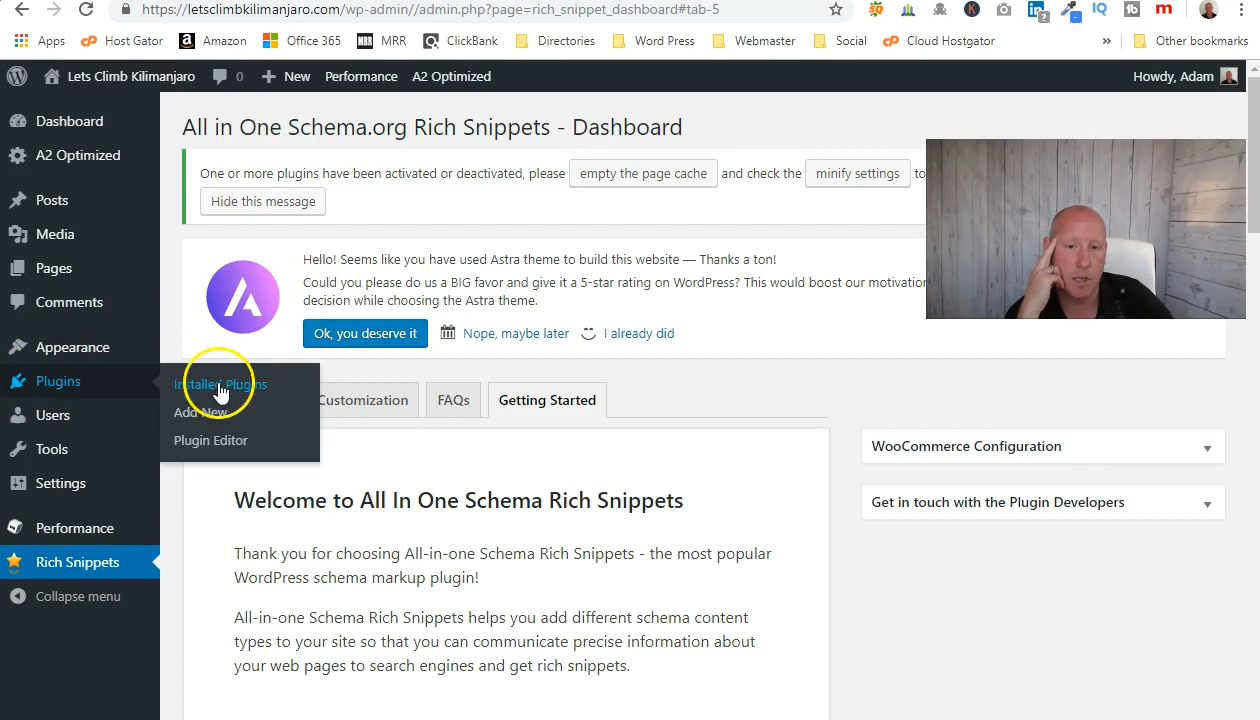 https://letsclimbkilimanjaro.com/wp-admin//admin.php?page=rich_snippet_dashboard#tab-5
Apps Host Gator Amazon Office 365 MRR ClickBank Directories Word Press Webmaster Social Cloud Hostgator » Other bookmarks
Lets Climb Kilimanjaro 0 New Performance A2 Optimized Howdy, Adam
Dashboard
A2 Optimized
Posts
Media
Pages
Comments
Appearance
Plugins
Users
Tools
Settings
Performance
Rich Snippets
Collapse menu
Installed Plugins
Add New
Plugin Editor
All in One Schema.org Rich Snippets - Dashboard
One or more plugins have been activated or deactivated, please empty the page cache and check the minify settings to
Hide this message
Hello! Seems like you have used Astra theme to build this website — Thanks a ton!
Could you please do us a BIG favor and give it a 5-star rating on WordPress? This would boost our motivation
decision while choosing the Astra theme.
Ok, you deserve it Nope, maybe later I already did
Customization FAQs Getting Started
Welcome to All In One Schema Rich Snippets
Thank you for choosing All-in-one Schema Rich Snippets - the most popular
WordPress schema markup plugin!
All-in-one Schema Rich Snippets helps you add different schema content
types to your site so that you can communicate precise information about
your web pages to search engines and get rich snippets.
WooCommerce Configuration
Get in touch with the Plugin Developers